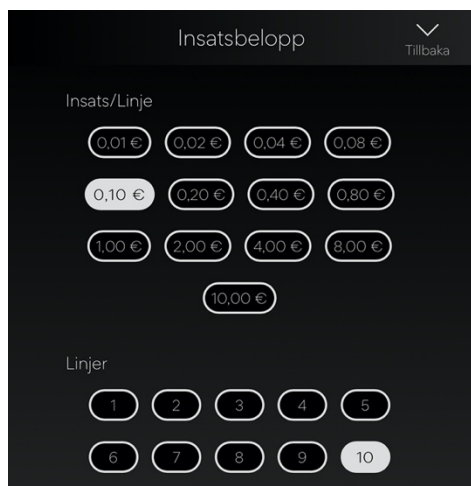 Insatsbelopp
Tillbaka
Insats/Linje
0,01 € 0,02 € 0,04 € 0,08 €
0,10 € 0,20 € 0,40 € 0,80 €
1,00 € 2,00 € 4,00 € 8,00 €
10,00 €
Linjer
1 2 3 4 5
6 7 8 9 10